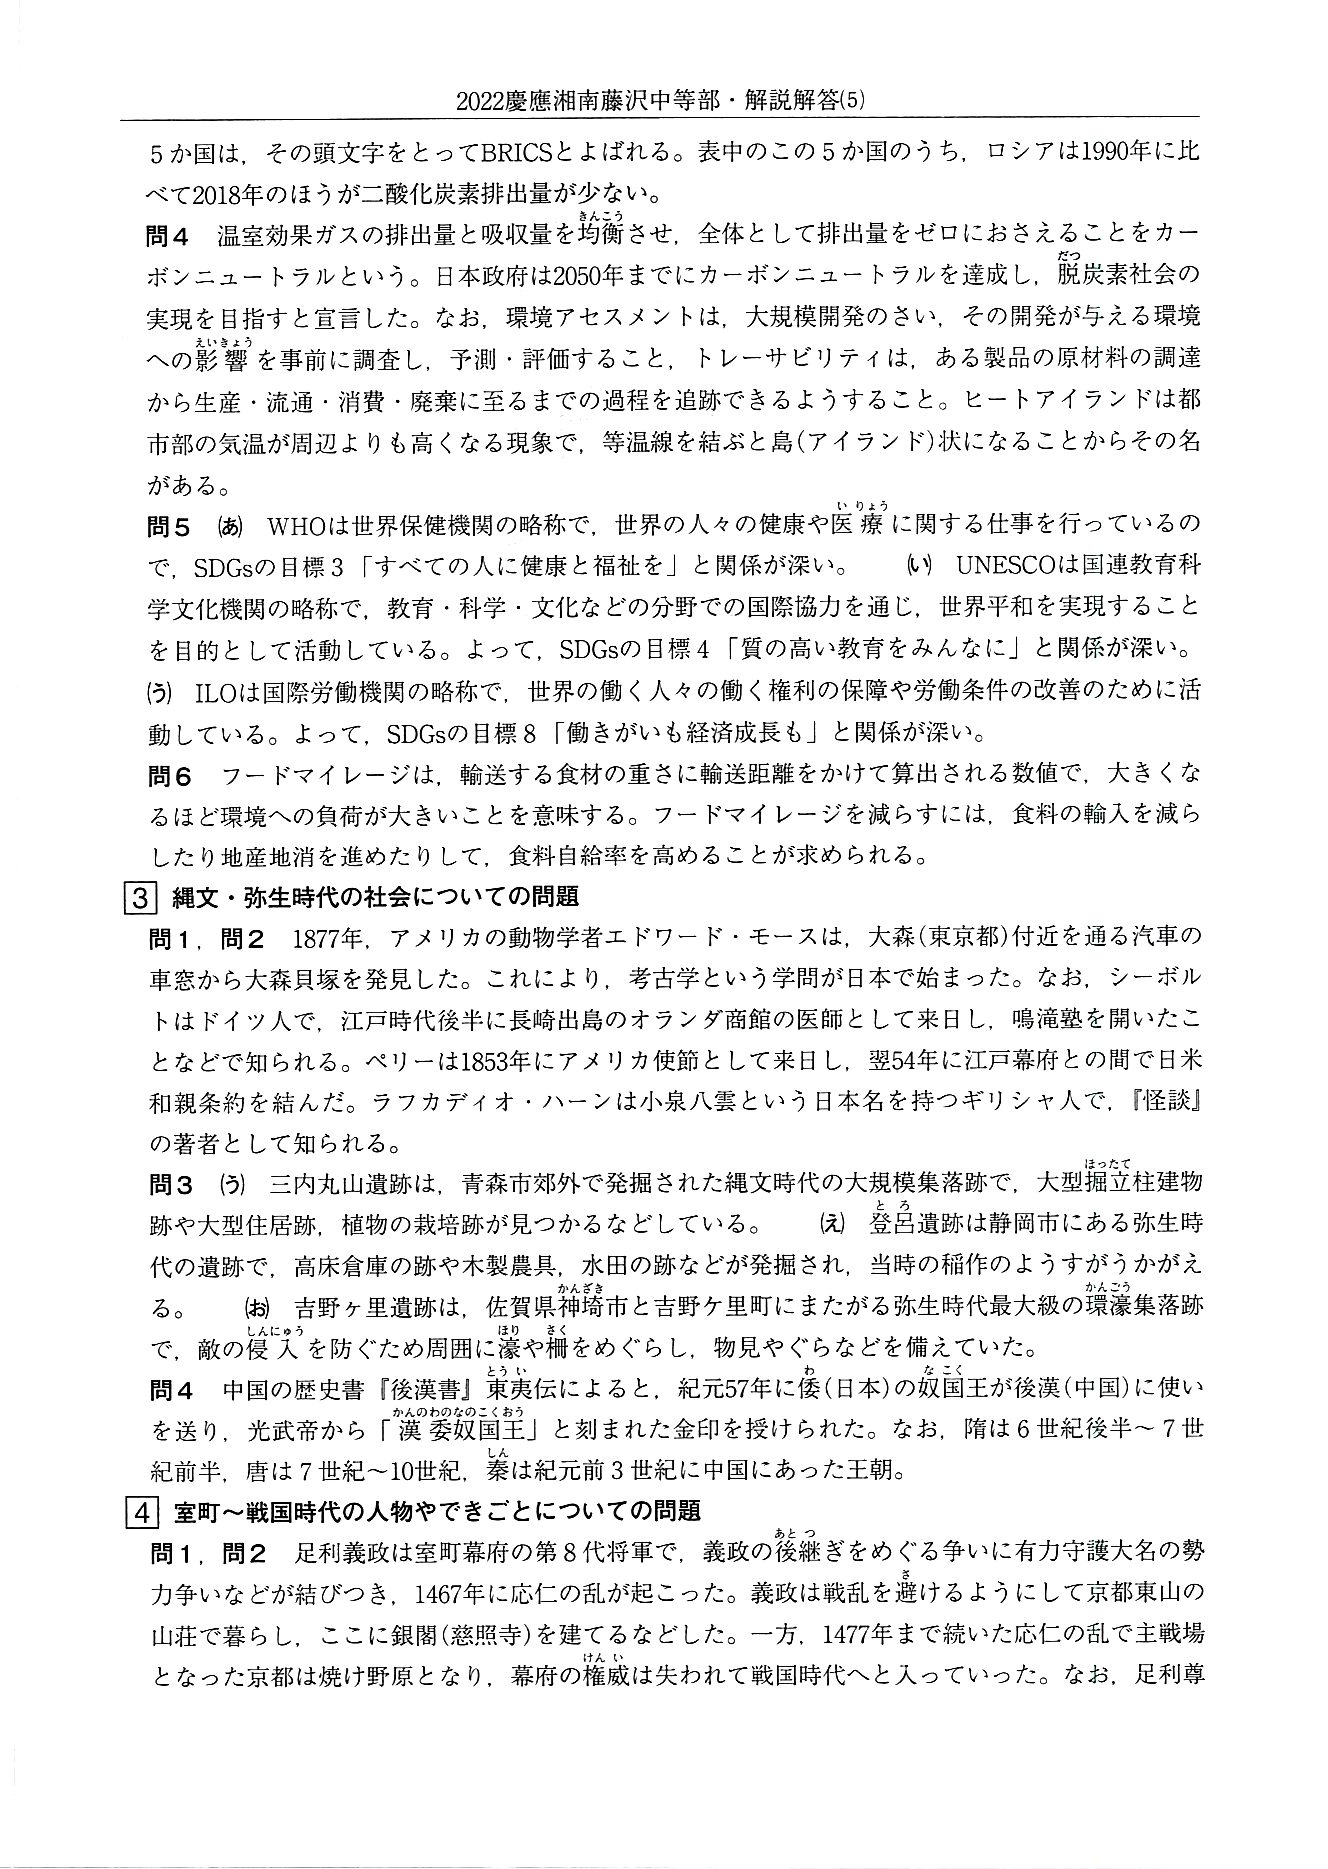 2022慶應湘南藤沢中等部・解説解答(5)
5か国は，その頭文字をとってBRICSとよばれる。表中のこの5か国のうち，ロシアは1990年に比
べて2018年のほうが二酸化炭素排出量が少ない。
問4　温室効果ガスの排出量と吸収量を均衡させ，全体として排出量をゼロにおさえることをカー
ボンニュートラルという。日本政府は2050年までにカーボンニュートラルを達成し，脱炭素社会の
実現を目指すと宣言した。なお，環境アセスメントは，大規模開発のさい，その開発が与える環境
への影響を事前に調査し，予測・評価すること，トレーサビリティは，ある製品の原材料の調達
から生産・流通・消費・廃棄に至るまでの過程を追跡できるようすること。ヒートアイランドは都
市部の気温が周辺よりも高くなる現象で，等温線を結ぶと島(アイランド)状になることからその名
がある。
問5　(あ)　WHOは世界保健機関の略称で，世界の人々の健康や医療に関する仕事を行っているの
で，SDGsの目標3「すべての人に健康と福祉を」と関係が深い。　(い)　UNESCOは国連教育科
学文化機関の略称で，教育・科学・文化などの分野での国際協力を通じ，世界平和を実現すること
を目的として活動している。よって，SDGsの目標4「質の高い教育をみんなに」と関係が深い。
(う)　ILOは国際労働機関の略称で，世界の働く人々の働く権利の保障や労働条件の改善のために活
動している。よって，SDGsの目標8「働きがいも経済成長も」と関係が深い。
問6　フードマイレージは，輸送する食材の重さに輸送距離をかけて算出される数値で，大きくな
るほど環境への負荷が大きいことを意味する。フードマイレージを減らすには，食料の輸入を減ら
したり地産地消を進めたりして，食料自給率を高めることが求められる。
3 縄文・弥生時代の社会についての問題
問1，問2　1877年，アメリカの動物学者エドワード・モースは，大森(東京都)付近を通る汽車の
車窓から大森貝塚を発見した。これにより，考古学という学問が日本で始まった。なお，シーボル
トはドイツ人で，江戸時代後半に長崎出島のオランダ商館の医師として来日し，鳴滝塾を開いたこ
となどで知られる。ペリーは1853年にアメリカ使節として来日し，翌54年に江戸幕府との間で日米
和親条約を結んだ。ラフカディオ・ハーンは小泉八雲という日本名を持つギリシャ人で，『怪談』
の著者として知られる。
問3　(う)　三内丸山遺跡は，青森市郊外で発掘された縄文時代の大規模集落跡で，大型掘立柱建物
跡や大型住居跡，植物の栽培跡が見つかるなどしている。　(え)　登呂遺跡は静岡市にある弥生時
代の遺跡で，高床倉庫の跡や木製農具，水田の跡などが発掘され，当時の稲作のようすがうかがえ
る。　(お)　吉野ヶ里遺跡は，佐賀県神埼市と吉野ケ里町にまたがる弥生時代最大級の環濠集落跡
で，敵の侵入を防ぐため周囲に濠や柵をめぐらし，物見やぐらなどを備えていた。
問4　中国の歴史書『後漢書』東夷伝によると，紀元57年に倭(日本)の奴国王が後漢(中国)に使い
を送り，光武帝から「漢委奴国王」と刻まれた金印を授けられた。なお，隋は6世紀後半～7世
紀前半，唐は7世紀～10世紀，秦は紀元前3世紀に中国にあった王朝。
4 室町～戦国時代の人物やできごとについての問題
問1，問2　足利義政は室町幕府の第8代将軍で，義政の後継ぎをめぐる争いに有力守護大名の勢
力争いなどが結びつき，1467年に応仁の乱が起こった。義政は戦乱を避けるようにして京都東山の
山荘で暮らし，ここに銀閣(慈照寺)を建てるなどした。一方，1477年まで続いた応仁の乱で主戦場
となった京都は焼け野原となり，幕府の権威は失われて戦国時代へと入っていった。なお，足利尊